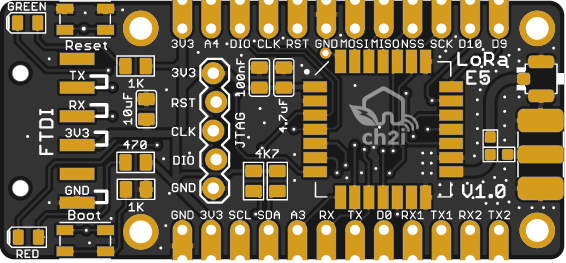 GREEN
Reset
3V3 A4 DIO CLK RST GND MOSI MISO NSS SCK D10 D9
LoRa
E5
TX
RX
3V3
GND
FTDI
1K
10uF
470
1K
3V3
RST
CLK
DIO
GND
JTAG
100nF
4.7uF
4K7
ch2i
V1.0
Boot
RED
GND 3V3 SCL SDA A3 RX TX D0 RX1 TX1 RX2 TX2